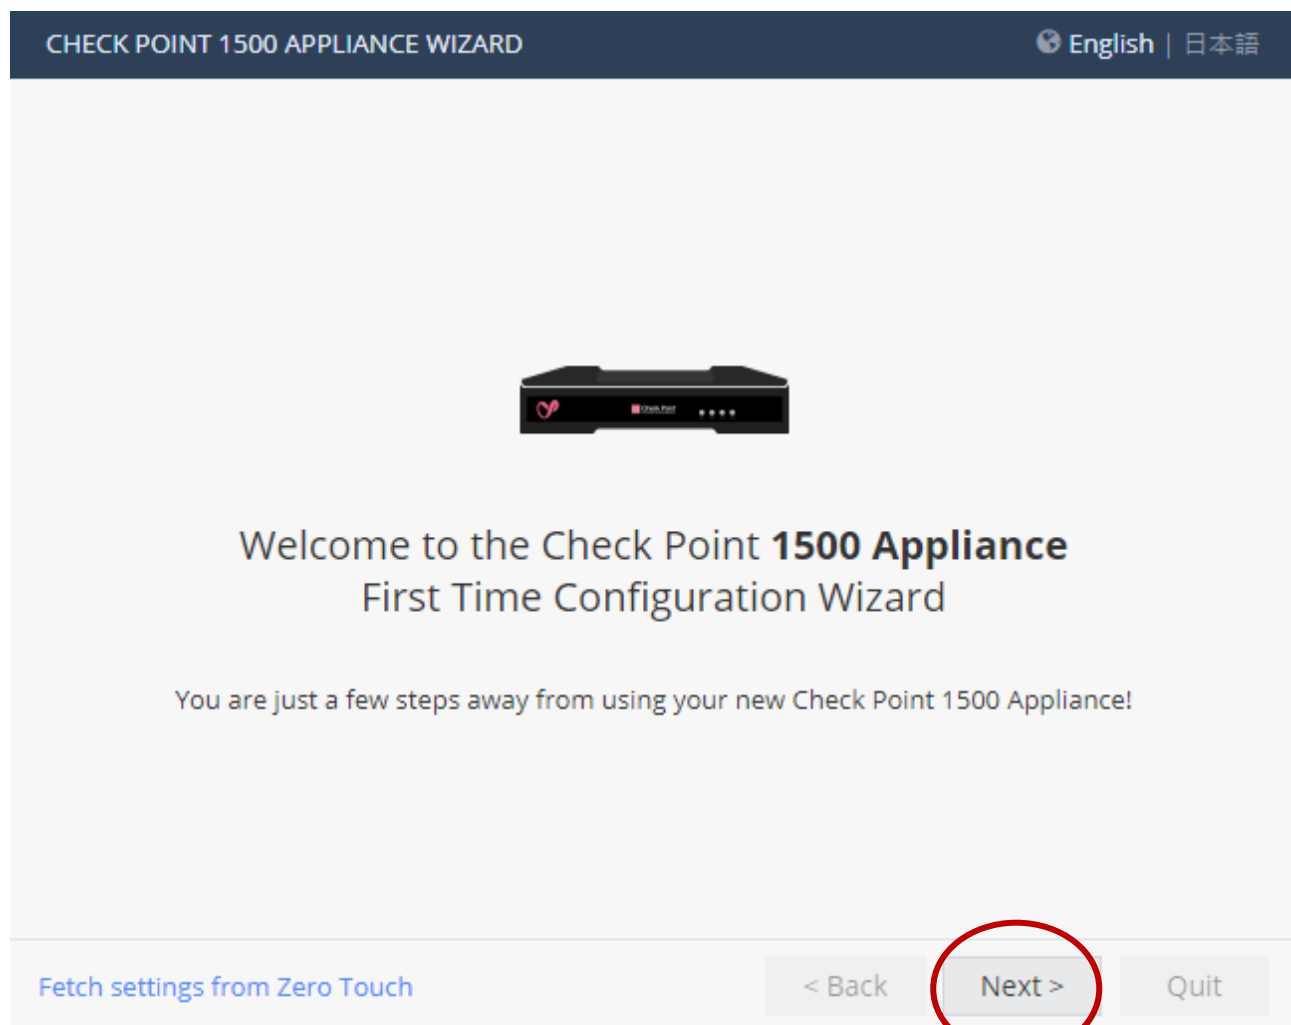 CHECK POINT 1500 APPLIANCE WIZARD
English | 日本語
Check Point
Welcome to the Check Point 1500 Appliance
First Time Configuration Wizard
You are just a few steps away from using your new Check Point 1500 Appliance!
Fetch settings from Zero Touch
< Back
Next >
Quit